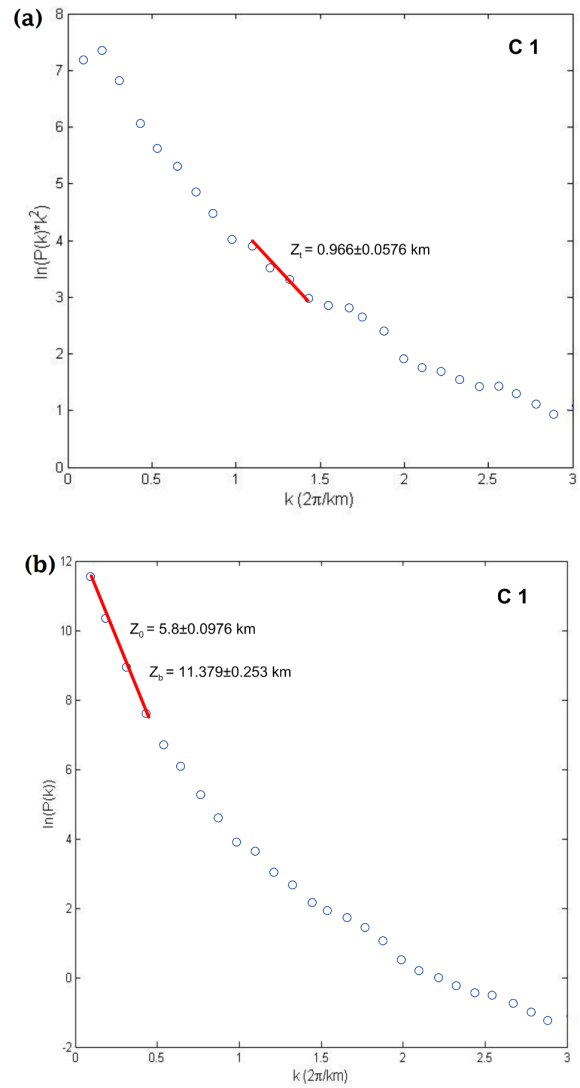 (a)
C 1
ln(P(k)*k²)
8
7
6
5
4
3
2
1
0
Zₜ = 0.966±0.0576 km
0 0.5 1 1.5 2 2.5 3
k (2π/km)
(b)
C 1
ln(P(k))
12
10
8
6
4
2
0
-2
Z₀ = 5.8±0.0976 km
Z_b = 11.379±0.253 km
0 0.5 1 1.5 2 2.5 3
k (2π/km)